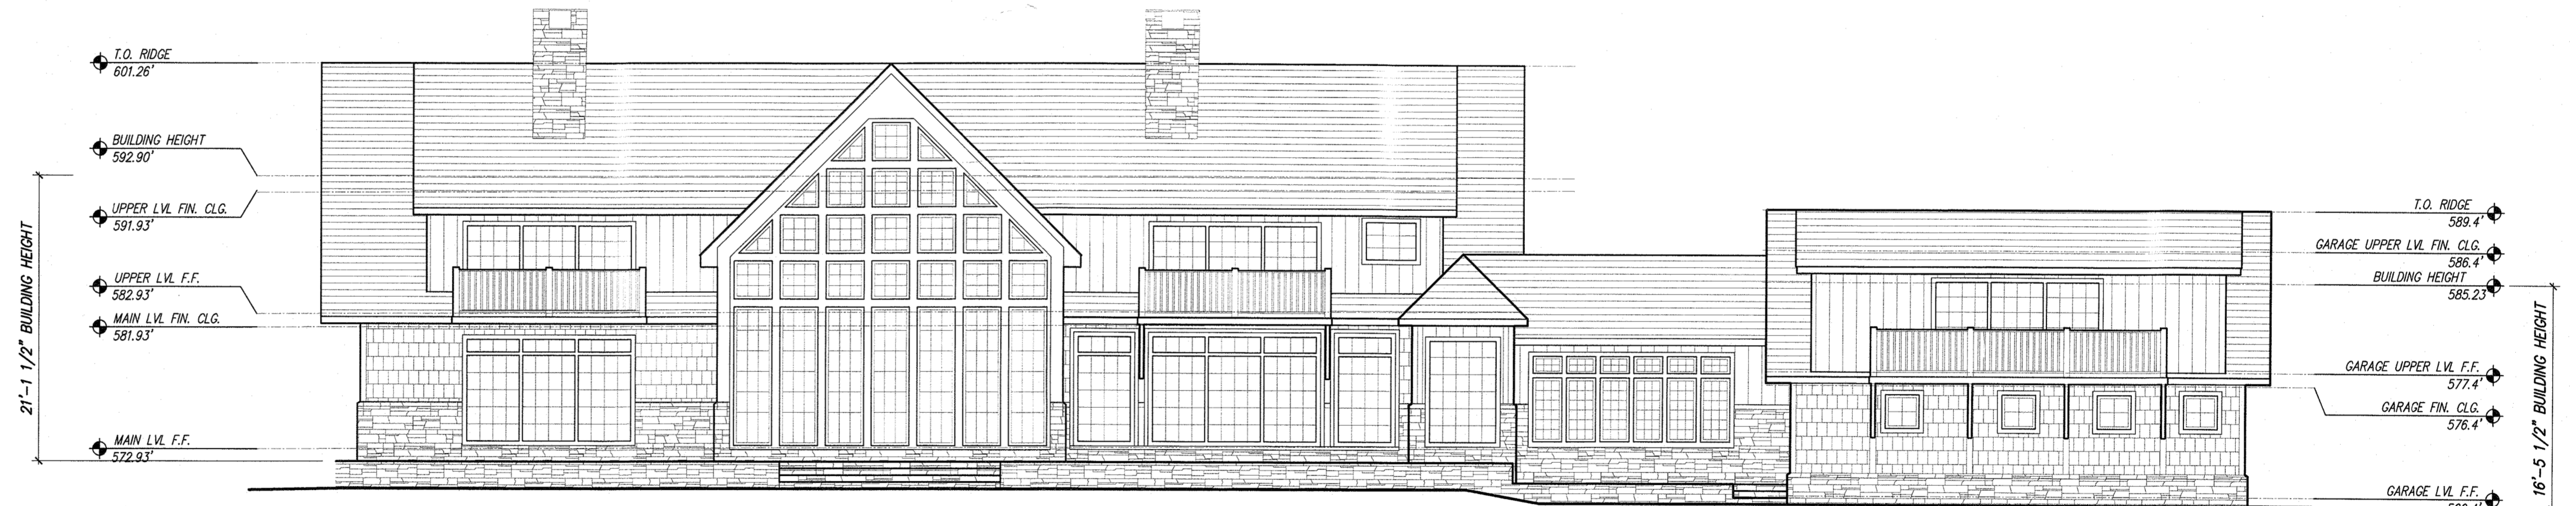 T.O. RIDGE
601.26'
BUILDING HEIGHT
592.90'
UPPER LVL FIN. CLG.
591.93'
UPPER LVL F.F.
582.93'
MAIN LVL FIN. CLG.
581.93'
MAIN LVL F.F.
572.93'
21'-1 1/2" BUILDING HEIGHT
T.O. RIDGE
589.4'
GARAGE UPPER LVL FIN. CLG.
586.4'
BUILDING HEIGHT
585.23'
GARAGE UPPER LVL F.F.
577.4'
GARAGE FIN. CLG.
576.4'
GARAGE LVL F.F.
16'-5 1/2" BUILDING HEIGHT